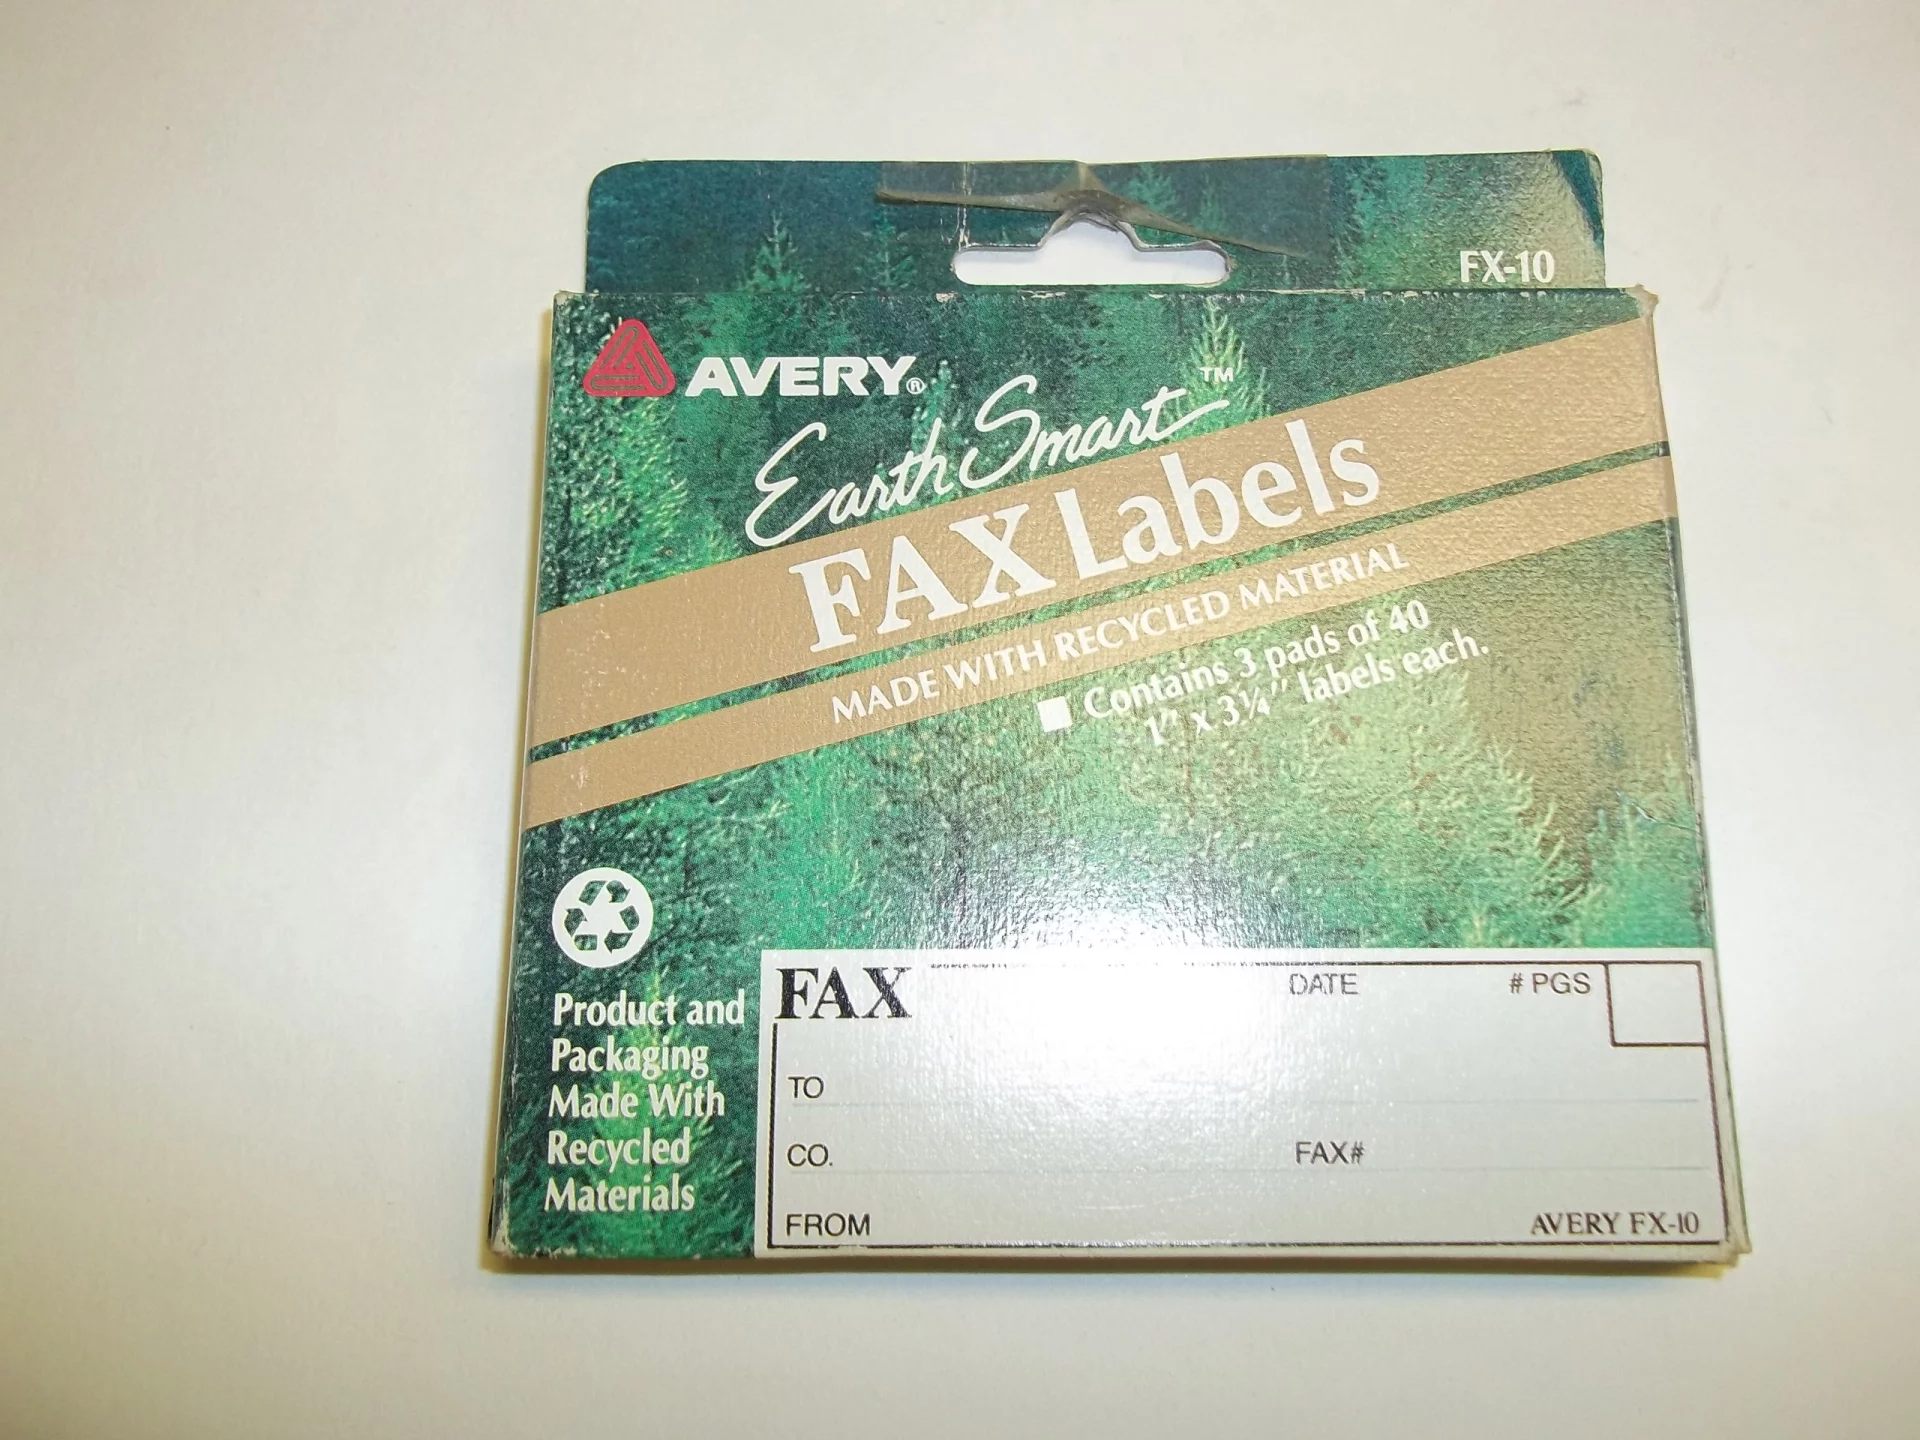 FX-10
AVERY®
Earth Smart™
FAX Labels
MADE WITH RECYCLED MATERIAL
Contains 3 pads of 40
1" x 3¼" labels each.
Product and
Packaging
Made With
Recycled
Materials
FAX DATE # PGS
TO
CO. FAX#
FROM AVERY FX-10